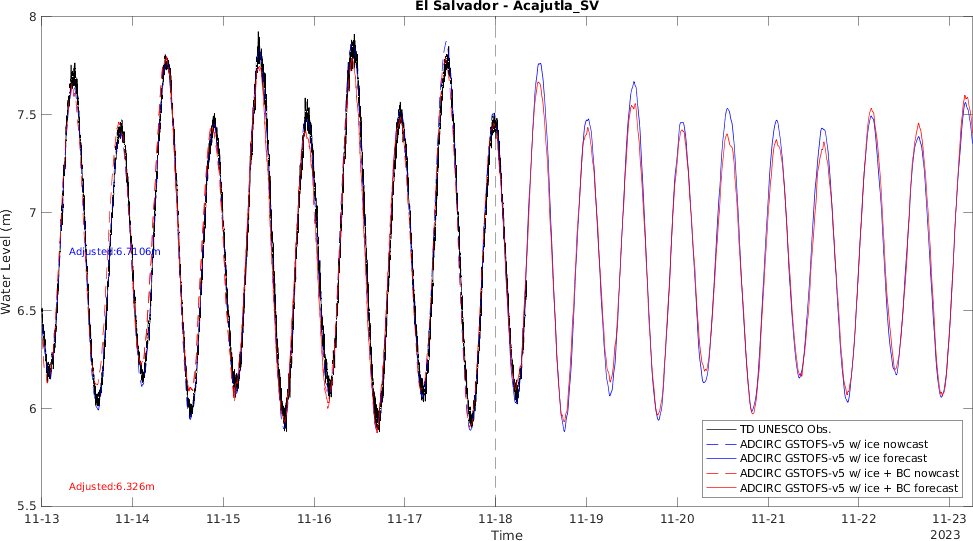 El Salvador - Acajutla_SV
Water Level (m)
8
7.5
7
6.5
6
5.5
Adjusted:6.7106m
Adjusted:6.326m
TD UNESCO Obs.
ADCIRC GSTOFS-v5 w/ ice nowcast
ADCIRC GSTOFS-v5 w/ ice forecast
ADCIRC GSTOFS-v5 w/ ice + BC nowcast
ADCIRC GSTOFS-v5 w/ ice + BC forecast
11-13 11-14 11-15 11-16 11-17 11-18 11-19 11-20 11-21 11-22 11-23
Time
2023